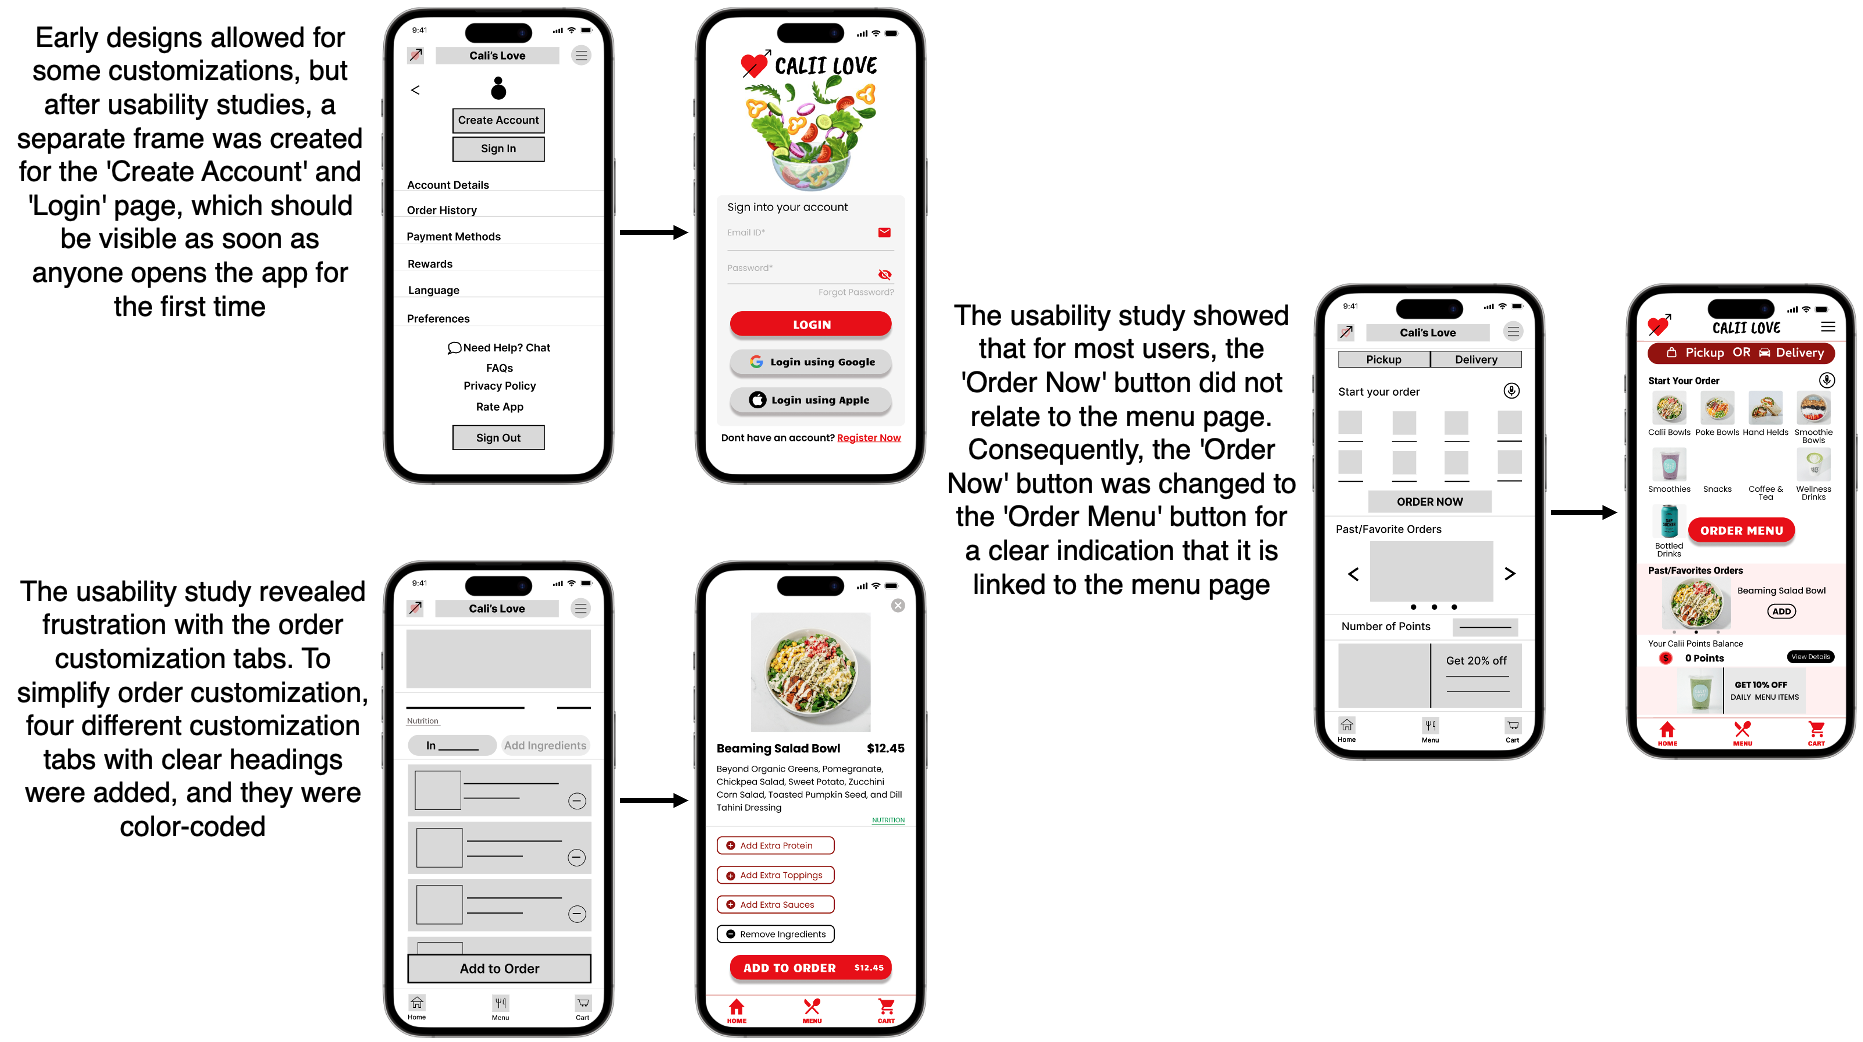 Early designs allowed for
some customizations, but
after usability studies, a
separate frame was created
for the 'Create Account' and
'Login' page, which should
be visible as soon as
anyone opens the app for
the first time
9:41
Cali's Love
<
Create Account
Sign In
Account Details
Order History
Payment Methods
Rewards
Language
Preferences
Need Help? Chat
FAQs
Privacy Policy
Rate App
Sign Out
CALII LOVE
Sign into your account
Email ID*
Password*
Forgot Password?
LOGIN
Login using Google
Login using Apple
Dont have an account? Register Now
The usability study revealed
frustration with the order
customization tabs. To
simplify order customization,
four different customization
tabs with clear headings
were added, and they were
color-coded
9:41
Cali's Love
Nutrition
In
Add Ingredients
Add to Order
Home
Menu
Cart
Beaming Salad Bowl $12.45
Beyond Organic Greens, Pomegranate,
Chickpea Salad, Sweet Potato, Zucchini
Corn Salad, Toasted Pumpkin Seed, and Dill
Tahini Dressing
NUTRITION
Add Extra Protein
Add Extra Toppings
Add Extra Sauces
Remove Ingredients
ADD TO ORDER $12.45
HOME
MENU
CART
The usability study showed
that for most users, the
'Order Now' button did not
relate to the menu page.
Consequently, the 'Order
Now' button was changed to
the 'Order Menu' button for
a clear indication that it is
linked to the menu page
9:41
Cali's Love
Pickup
Delivery
Start your order
ORDER NOW
Past/Favorite Orders
< >
Number of Points
Get 20% off
Home
Menu
Cart
CALII LOVE
Pickup OR Delivery
Start Your Order
Calii Bowls
Poke Bowls
Hand Helds
Smoothie
Bowls
Smoothies
Snacks
Coffee &
Tea
Wellness
Drinks
Bottled
Drinks
ORDER MENU
Past/Favorites Orders
Beaming Salad Bowl
ADD
Your Calii Points Balance
0 Points
View Details
GET 10% OFF
DAILY MENU ITEMS
HOME
MENU
CART